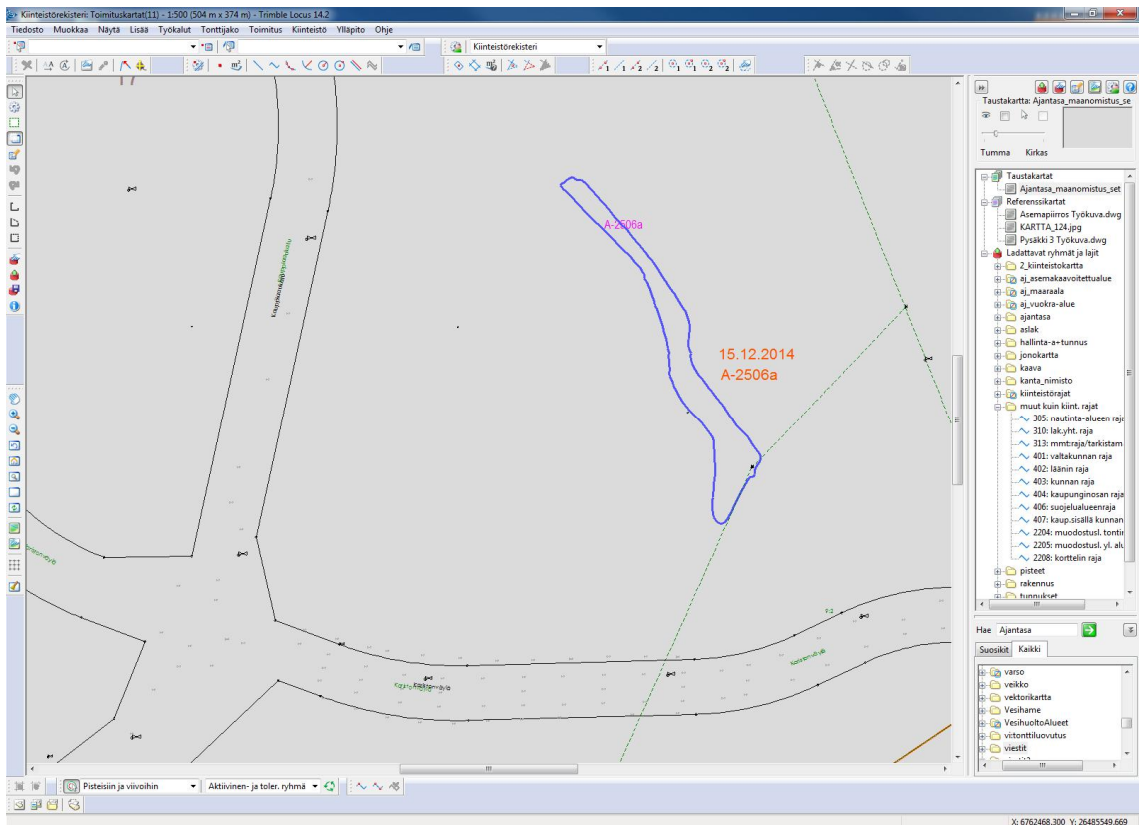 Kiinteistörekisteri: Toimituskartat(11) - 1:500 (504 m x 374 m) - Trimble Locus 14.2
Tiedosto Muokkaa Näytä Lisää Työkalut Tonttijako Toimitus Kiinteistö Ylläpito Ohje
Kiinteistörekisteri
17
A-2506a
15.12.2014
A-2506a
9:2
Taustakartta: Ajantasa_maanomistus_se
Tumma Kirkas
Taustakartat
Ajantasa_maanomistus_set
Referenssikartat
Asemapiirros Työkuva.dwg
KARTTA_124.jpg
Pysäkki 3 Työkuva.dwg
Ladattavat ryhmät ja lajit
2_kiinteistokartta
aj_asemakaavoitettualue
aj_maaraala
aj_vuokra-alue
ajantasa
aslak
hallinta-a+tunnus
jonokartta
kaava
kanta_nimisto
kiinteistörajat
muut kuin kiint. rajat
305: nautinta-alueen raja
310: lak.yht. raja
313: mmt:raja/tarkistam
401: valtakunnan raja
402: läänin raja
403: kunnan raja
404: kaupunginosan raja
406: suojelualueenraja
407: kaup.sisällä kunnan
2204: muodostusl. tontin
2205: muodostusl. yl. alu
2208: korttelin raja
pisteet
rakennus
tunnukset
Hae Ajantasa
Suosikit Kaikki
varso
veikko
vektorikartta
Vesihame
VesihuoltoAlueet
vi:tonttiluovutus
viestit
Pisteisiin ja viivoihin Aktiivinen- ja toler. ryhmä
X: 6762468.300 Y: 26485549.669